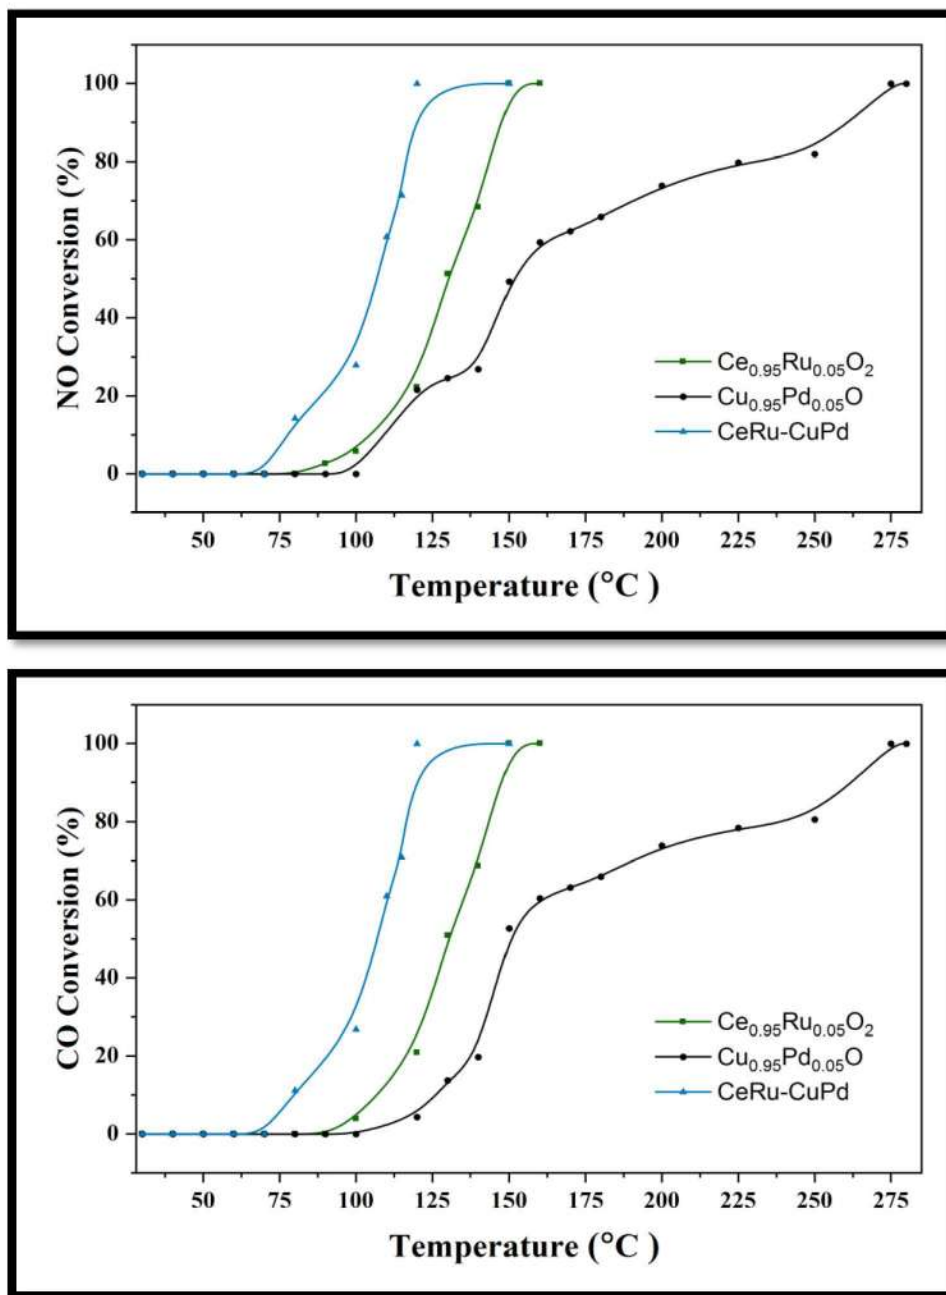 NO Conversion (%)
100
80
60
40
20
0
Ce₀.₉₅Ru₀.₀₅O₂
Cu₀.₉₅Pd₀.₀₅O
CeRu-CuPd
50 75 100 125 150 175 200 225 250 275
Temperature (°C )
CO Conversion (%)
100
80
60
40
20
0
Ce₀.₉₅Ru₀.₀₅O₂
Cu₀.₉₅Pd₀.₀₅O
CeRu-CuPd
50 75 100 125 150 175 200 225 250 275
Temperature (°C )